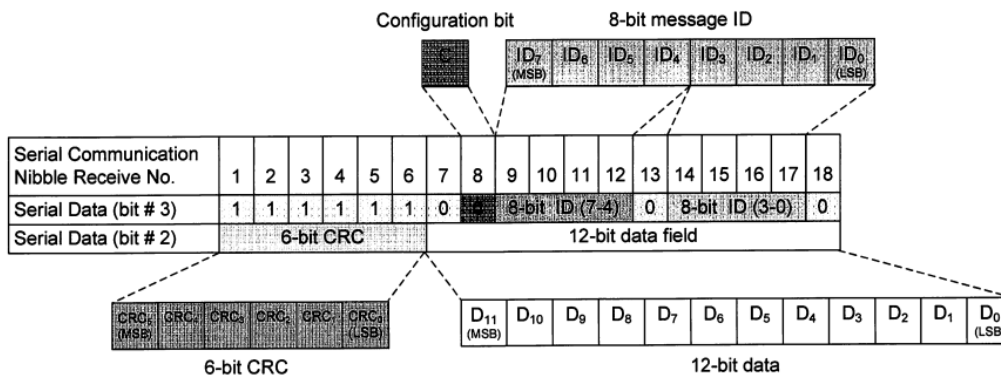 Configuration bit 8-bit message ID
C ID7 ID6 ID5 ID4 ID3 ID2 ID1 ID0
(MSB) (LSB)
Serial Communication
Nibble Receive No. 1 2 3 4 5 6 7 8 9 10 11 12 13 14 15 16 17 18
Serial Data (bit # 3) 1 1 1 1 1 1 0 8-bit ID (7-4) 0 8-bit ID (3-0) 0
Serial Data (bit # 2) 6-bit CRC 12-bit data field
CRC5 CRC4 CRC3 CRC2 CRC1 CRC0 D11 D10 D9 D8 D7 D6 D5 D4 D3 D2 D1 D0
(MSB) (LSB) (MSB) (LSB)
6-bit CRC 12-bit data